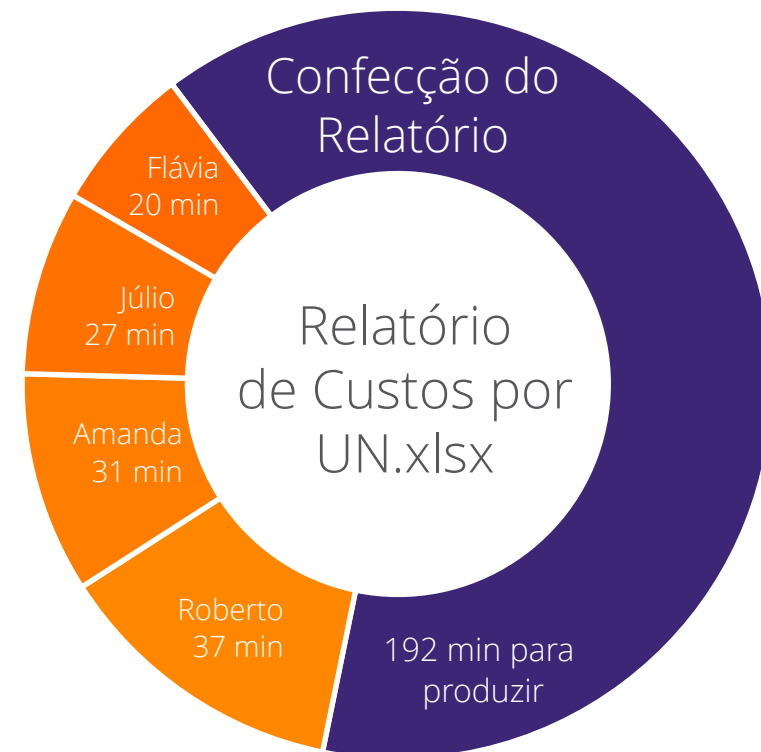 Confecção do
Relatório
Flávia
20 min
Júlio
27 min
Amanda
31 min
Roberto
37 min
Relatório
de Custos por
UN.xlsx
192 min para
produzir